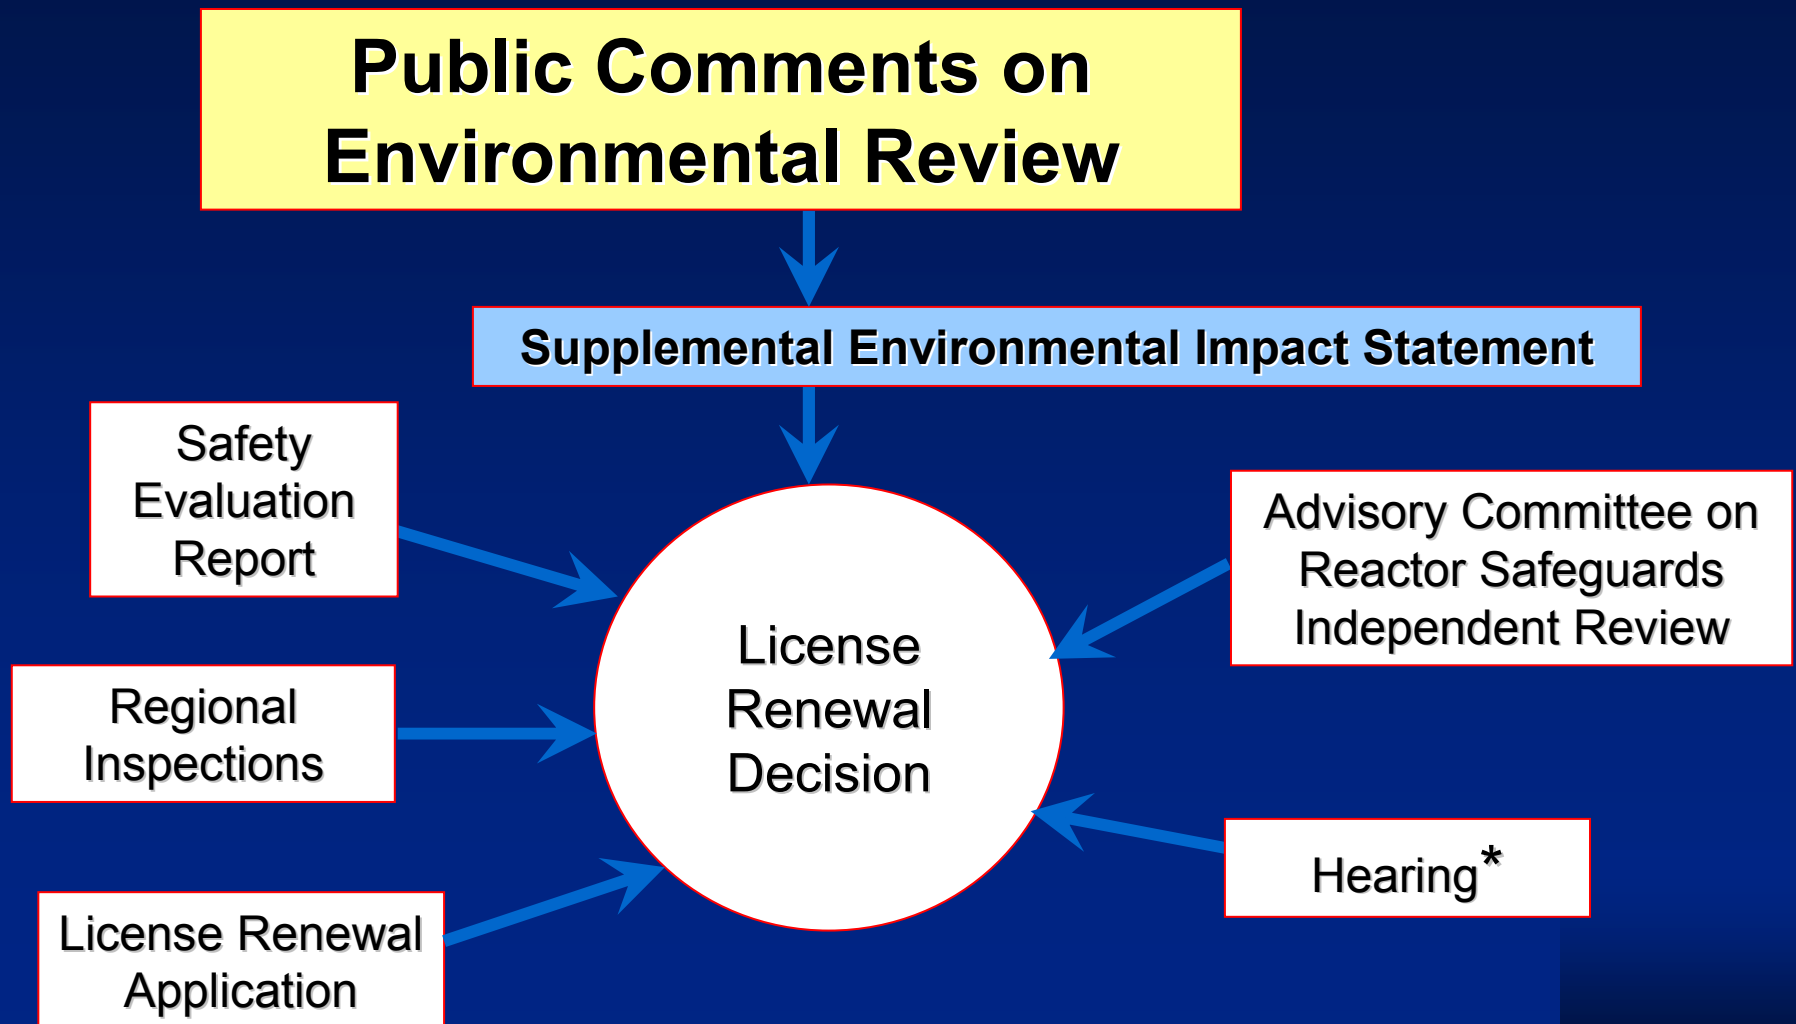 Public Comments on
Environmental Review
Supplemental Environmental Impact Statement
Safety
Evaluation
Report
Advisory Committee on
Reactor Safeguards
Independent Review
License
Renewal
Decision
Regional
Inspections
Hearing*
License Renewal
Application